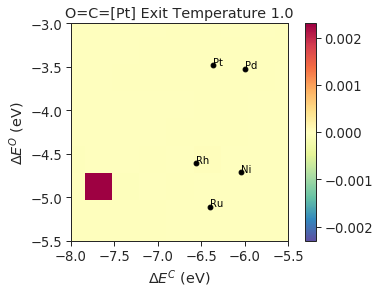 O=C=[Pt] Exit Temperature 1.0
−3.0
−3.5
−4.0
−4.5
−5.0
−5.5
ΔE^O (eV)
Pt
Pd
Rh
Ni
Ru
−8.0
−7.5
−7.0
−6.5
−6.0
−5.5
ΔE^C (eV)
0.002
0.001
0.000
−0.001
−0.002